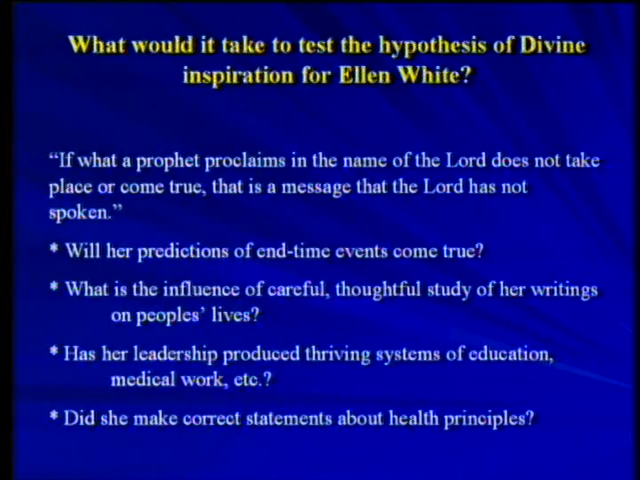 What would it take to test the hypothesis of Divine
inspiration for Ellen White?
“If what a prophet proclaims in the name of the Lord does not take
place or come true, that is a message that the Lord has not
spoken.”
* Will her predictions of end-time events come true?
* What is the influence of careful, thoughtful study of her writings
on peoples’ lives?
* Has her leadership produced thriving systems of education,
medical work, etc.?
* Did she make correct statements about health principles?